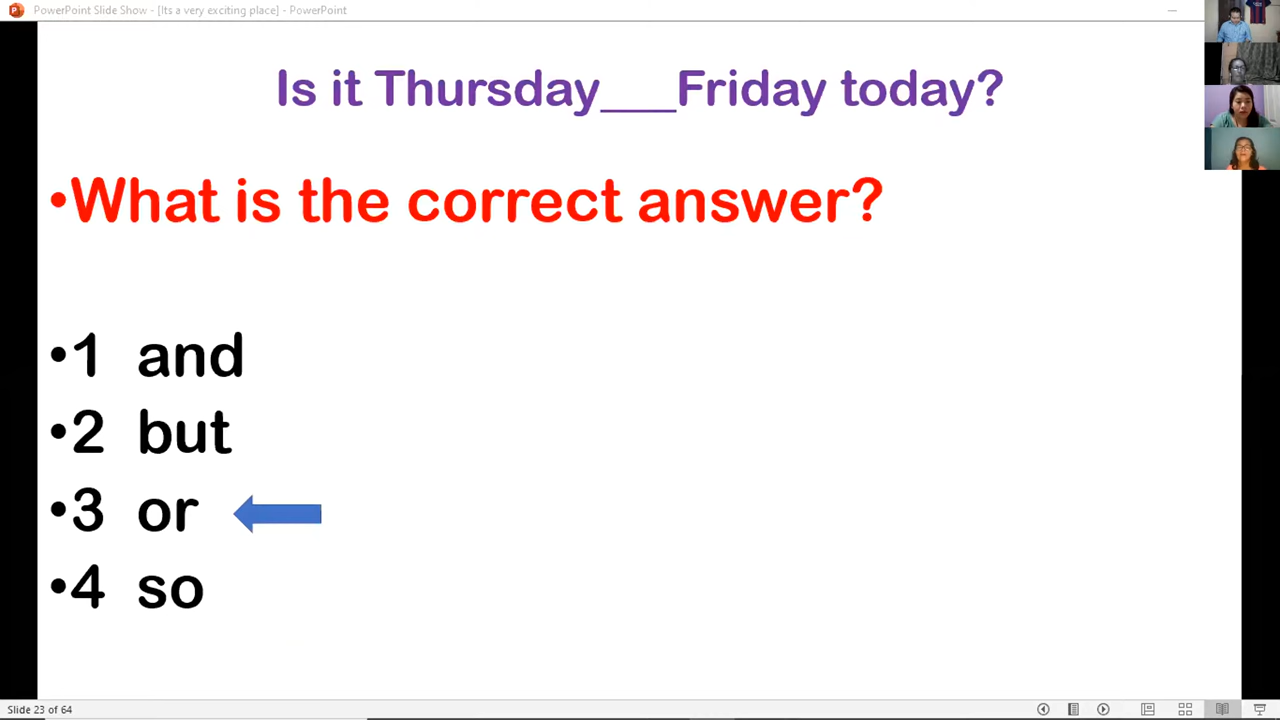 PowerPoint Slide Show - [Its a very exciting place] - PowerPoint
Is it Thursday___Friday today?
•What is the correct answer?
•1 and
•2 but
•3 or
•4 so
Slide 23 of 64